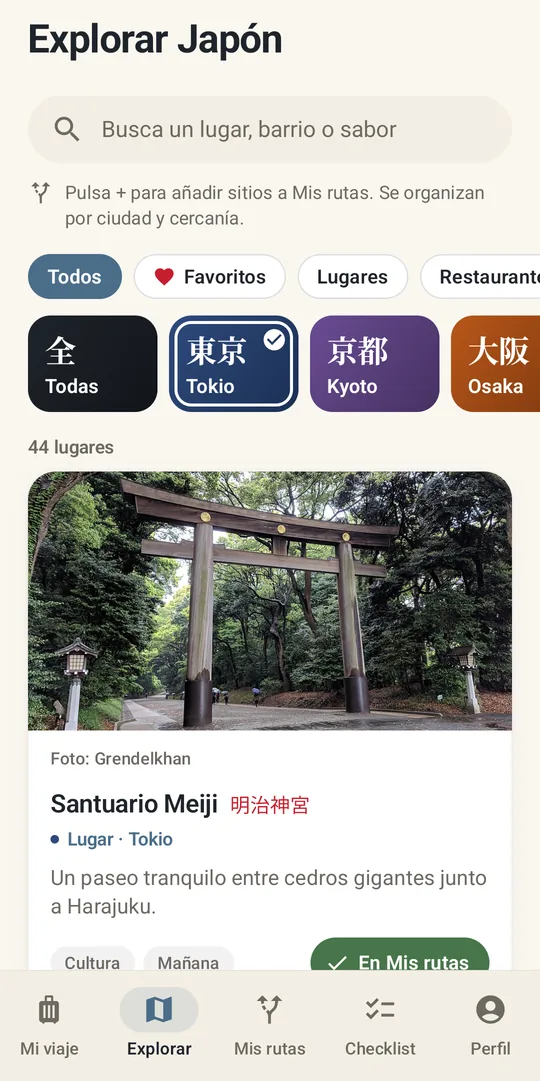 Explorar Japón
Busca un lugar, barrio o sabor
Pulsa + para añadir sitios a Mis rutas. Se organizan
por ciudad y cercanía.
Todos
Favoritos
Lugares
Restaurante
全
Todas
東京
Tokio
京都
Kyoto
大阪
Osaka
44 lugares
Foto: Grendelkhan
Santuario Meiji 明治神宮
Lugar · Tokio
Un paseo tranquilo entre cedros gigantes junto
a Harajuku.
Cultura
Mañana
En Mis rutas
Mi viaje
Explorar
Mis rutas
Checklist
Perfil